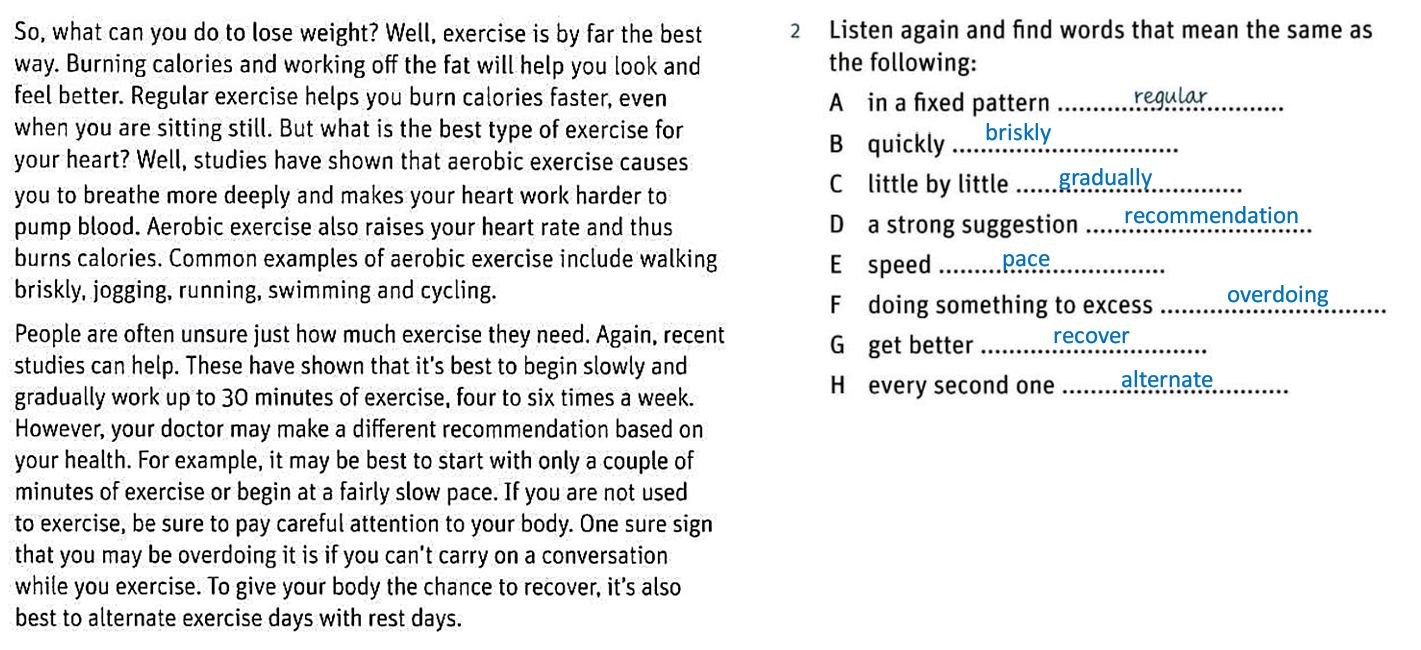 So, what can you do to lose weight? Well, exercise is by far the best
way. Burning calories and working off the fat will help you look and
feel better. Regular exercise helps you burn calories faster, even
when you are sitting still. But what is the best type of exercise for
your heart? Well, studies have shown that aerobic exercise causes
you to breathe more deeply and makes your heart work harder to
pump blood. Aerobic exercise also raises your heart rate and thus
burns calories. Common examples of aerobic exercise include walking
briskly, jogging, running, swimming and cycling.
People are often unsure just how much exercise they need. Again, recent
studies can help. These have shown that it's best to begin slowly and
gradually work up to 30 minutes of exercise, four to six times a week.
However, your doctor may make a different recommendation based on
your health. For example, it may be best to start with only a couple of
minutes of exercise or begin at a fairly slow pace. If you are not used
to exercise, be sure to pay careful attention to your body. One sure sign
that you may be overdoing it is if you can't carry on a conversation
while you exercise. To give your body the chance to recover, it's also
best to alternate exercise days with rest days.
2 Listen again and find words that mean the same as
the following:
A in a fixed pattern ...........regular...........
B quickly ....briskly....................
C little by little ......gradually..............
D a strong suggestion .....recommendation..
E speed .........pace................
F doing something to excess .........overdoing.......
G get better ..........recover..........
H every second one ........alternate...........